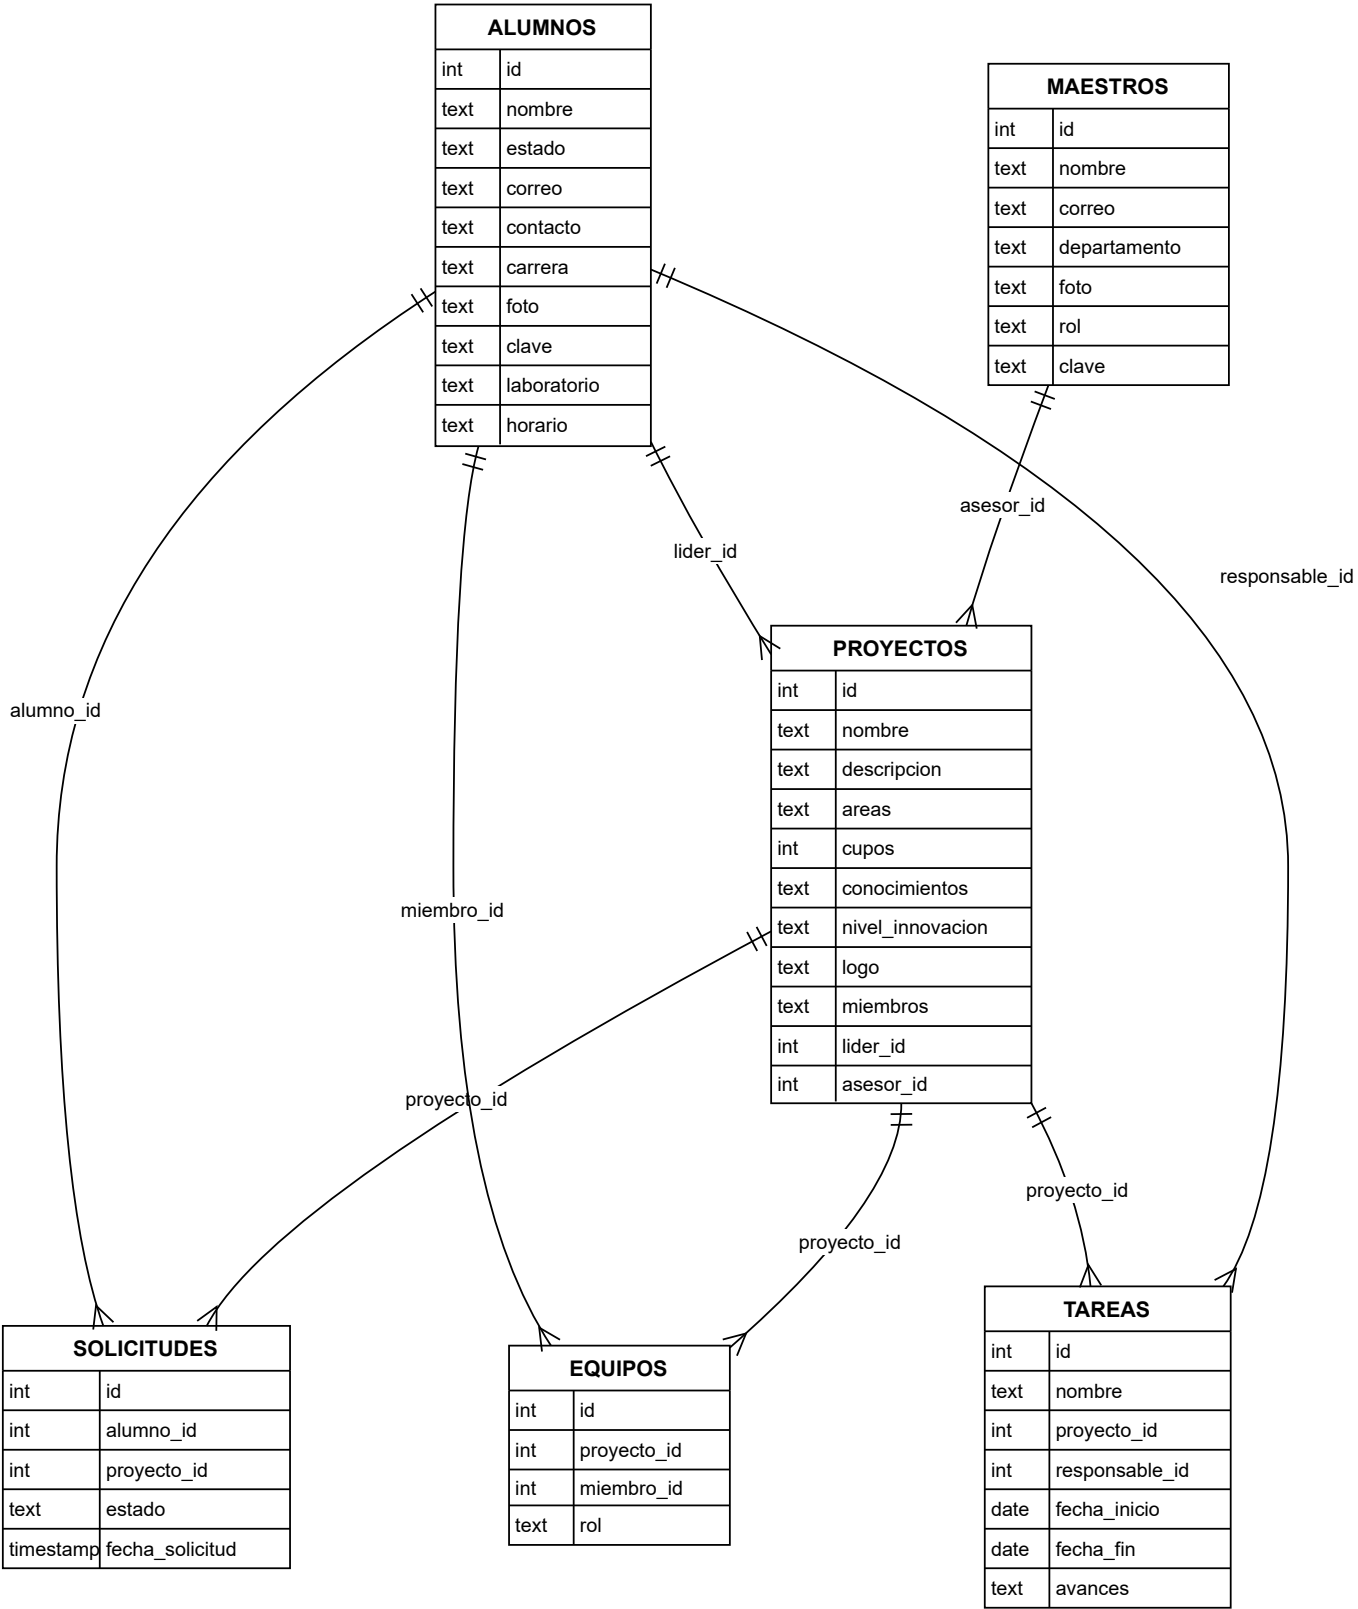 ALUMNOS
int id
text nombre
text estado
text correo
text contacto
text carrera
text foto
text clave
text laboratorio
text horario
MAESTROS
int id
text nombre
text correo
text departamento
text foto
text rol
text clave
asesor_id
lider_id
responsable_id
alumno_id
miembro_id
proyecto_id
PROYECTOS
int id
text nombre
text descripcion
text areas
int cupos
text conocimientos
text nivel_innovacion
text logo
text miembros
int lider_id
int asesor_id
proyecto_id
proyecto_id
SOLICITUDES
int id
int alumno_id
int proyecto_id
text estado
timestamp fecha_solicitud
EQUIPOS
int id
int proyecto_id
int miembro_id
text rol
TAREAS
int id
text nombre
int proyecto_id
int responsable_id
date fecha_inicio
date fecha_fin
text avances